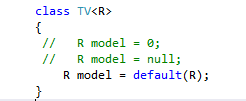 class TV<R>
{
//   R model = 0;
//   R model = null;
R model = default(R);
}